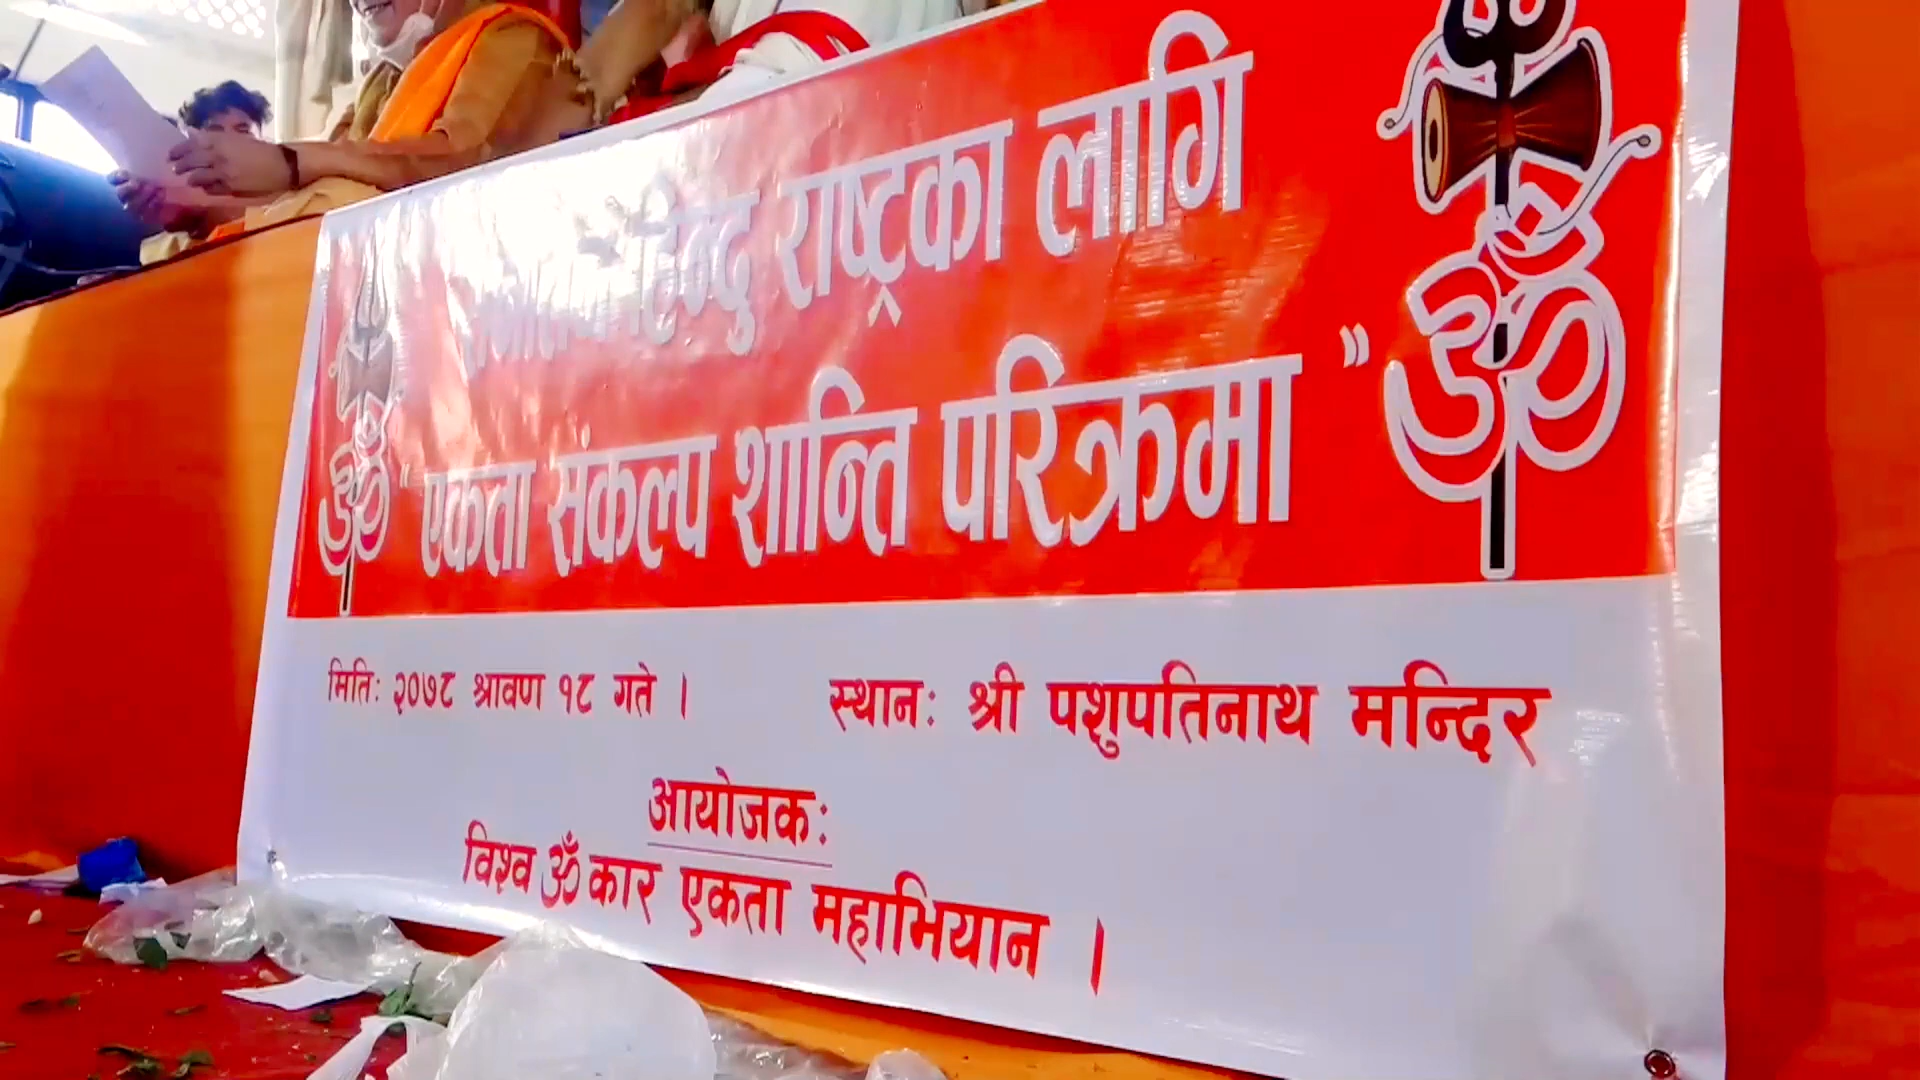 हिन्दु राष्ट्रका लागि
"एकता संकल्प शान्ति परिक्रमा"
मिति: २०७८ श्रावण १८ गते । स्थान: श्री पशुपतिनाथ मन्दिर
आयोजक:
विश्व ॐ कार एकता महाभियान ।